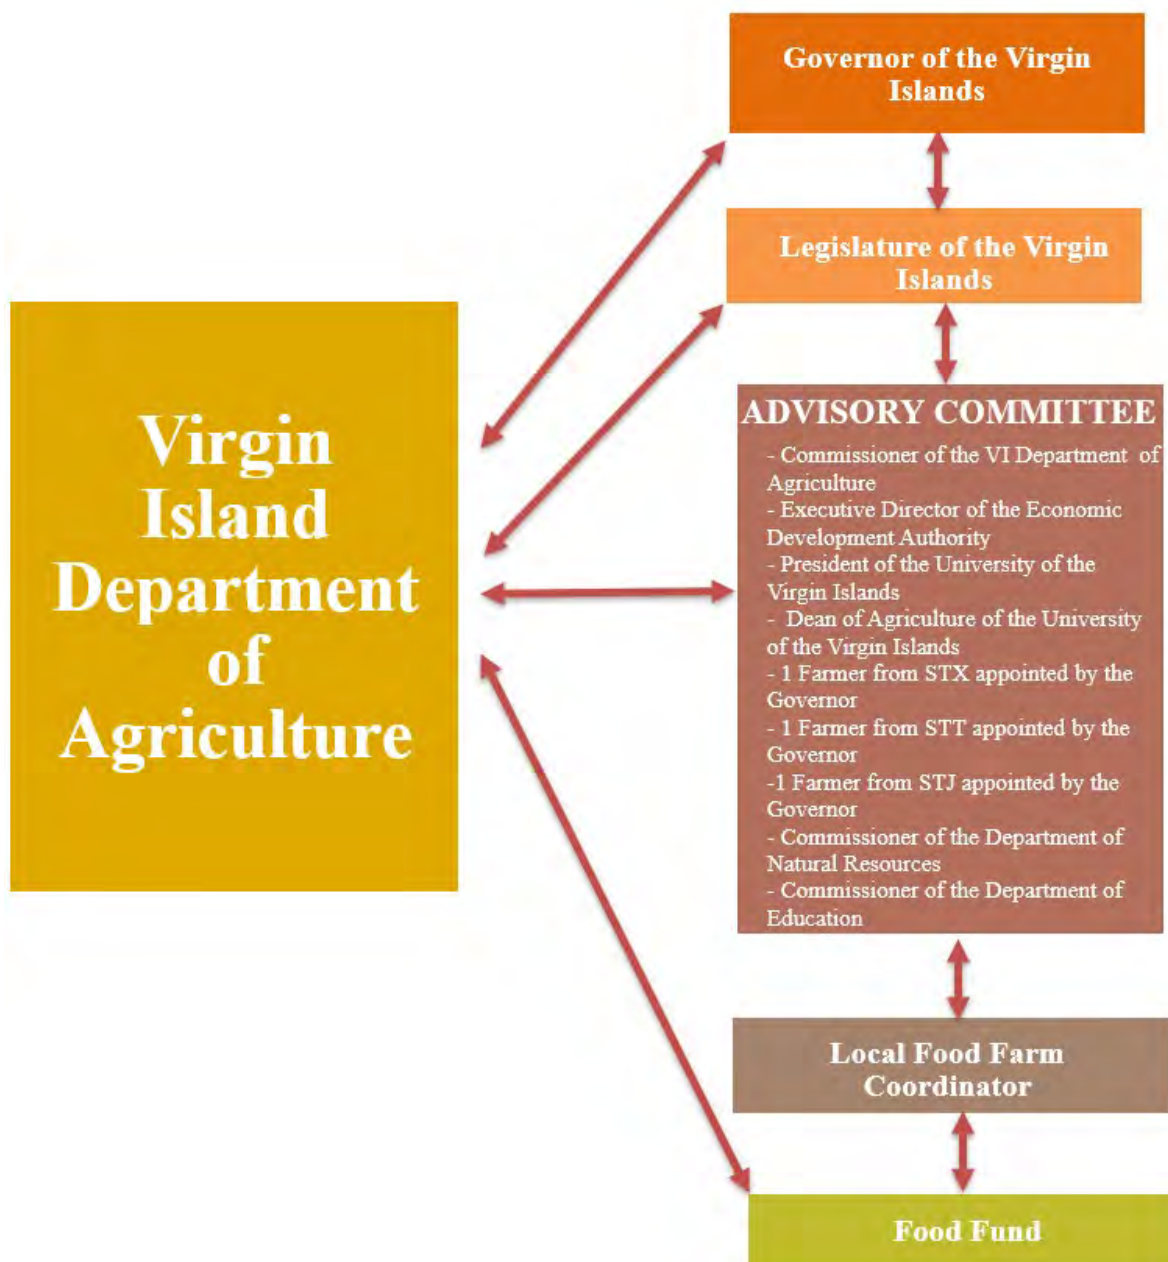 Virgin
Island
Department
of
Agriculture
Governor of the Virgin
Islands
Legislature of the Virgin
Islands
ADVISORY COMMITTEE
- Commissioner of the VI Department of
Agriculture
- Executive Director of the Economic
Development Authority
- President of the University of the
Virgin Islands
- Dean of Agriculture of the University
of the Virgin Islands
- 1 Farmer from STX appointed by the
Governor
- 1 Farmer from STT appointed by the
Governor
-1 Farmer from STJ appointed by the
Governor
- Commissioner of the Department of
Natural Resources
- Commissioner of the Department of
Education
Local Food Farm
Coordinator
Food Fund